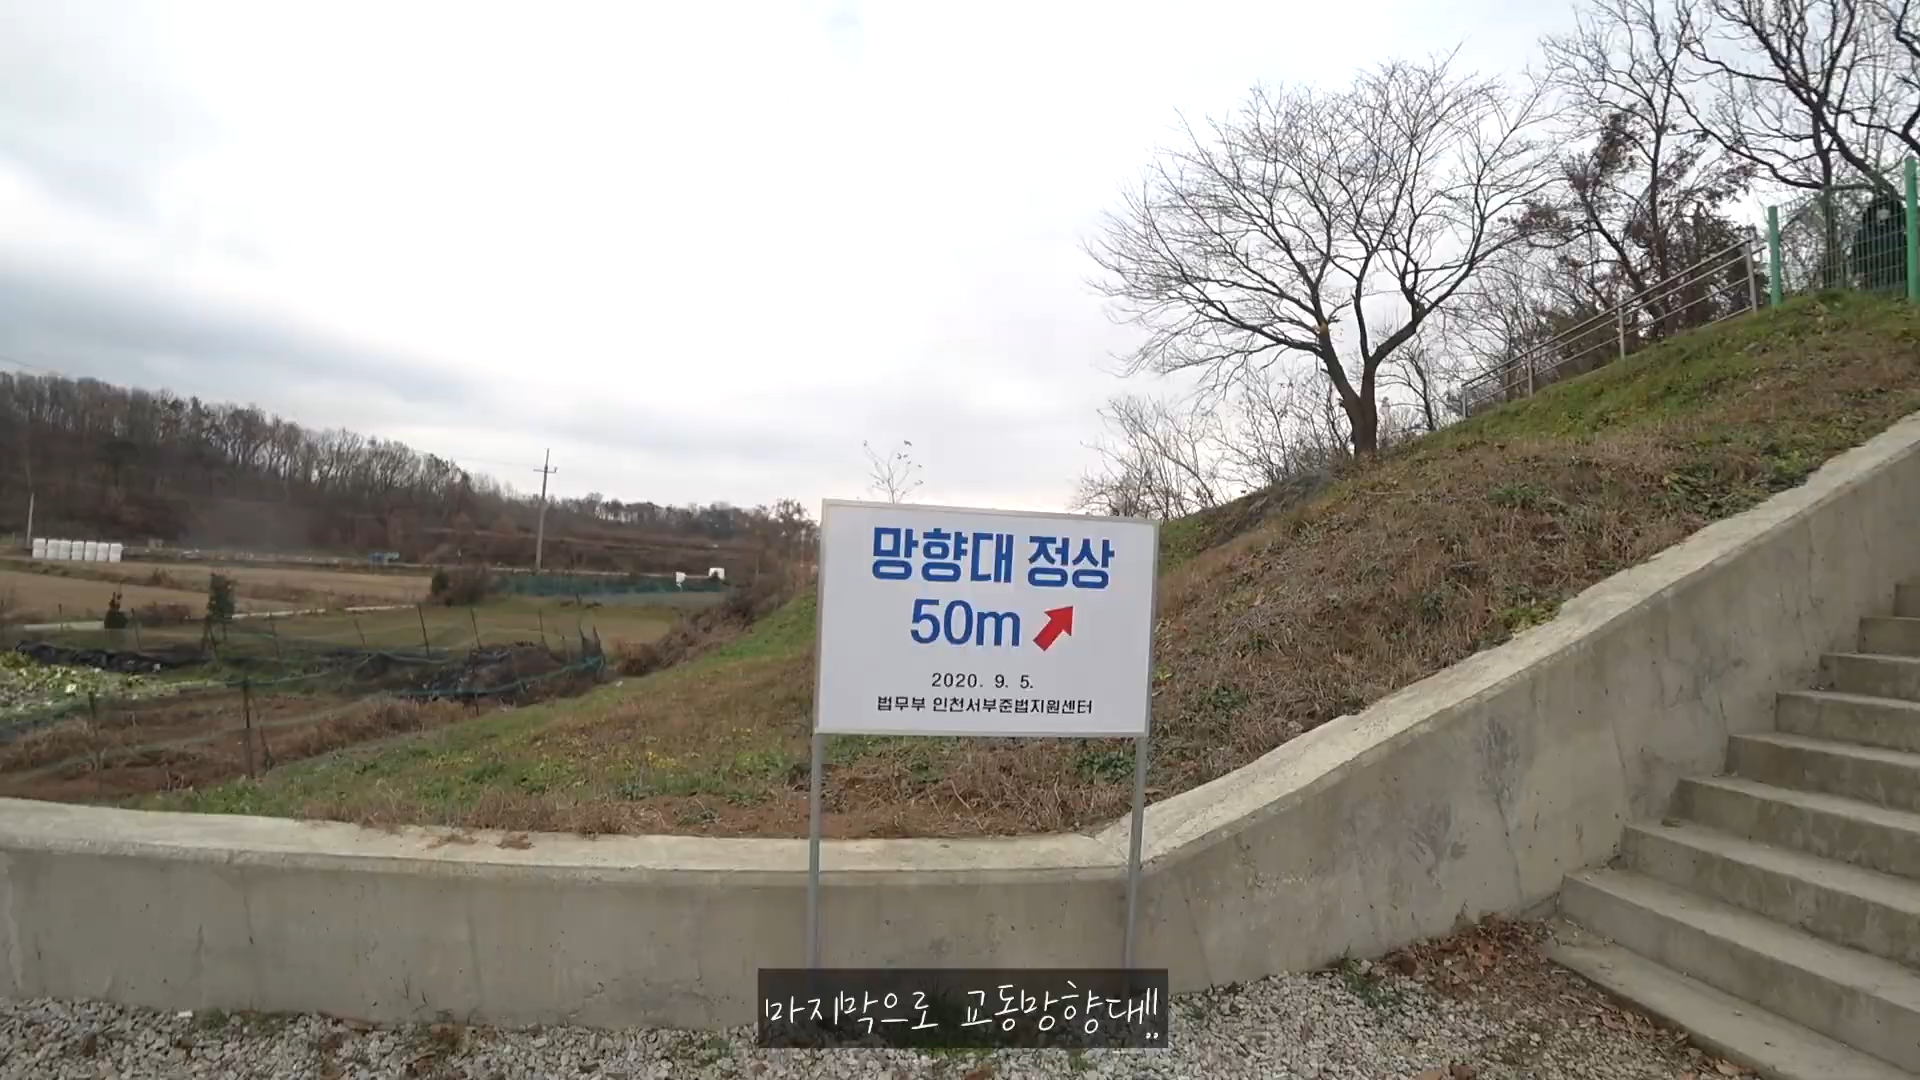 망향대 정상
50m
2020. 9. 5.
법무부 인천서부준법지원센터
마지막으로 교동망향대!!